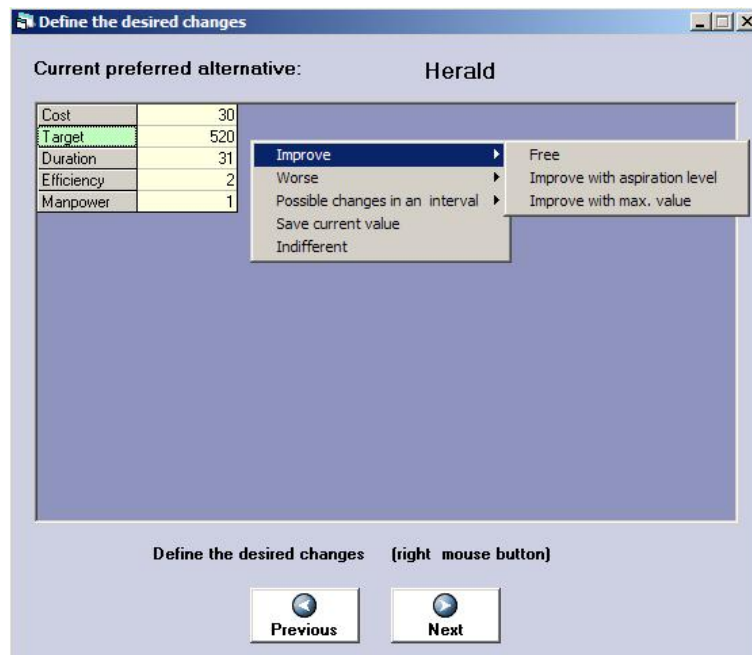 Define the desired changes
Current preferred alternative: Herald
Cost 30
Target 520
Duration 31
Efficiency 2
Manpower 1
Improve
Worse
Possible changes in an interval
Save current value
Indifferent
Free
Improve with aspiration level
Improve with max. value
Define the desired changes (right mouse button)
Previous
Next